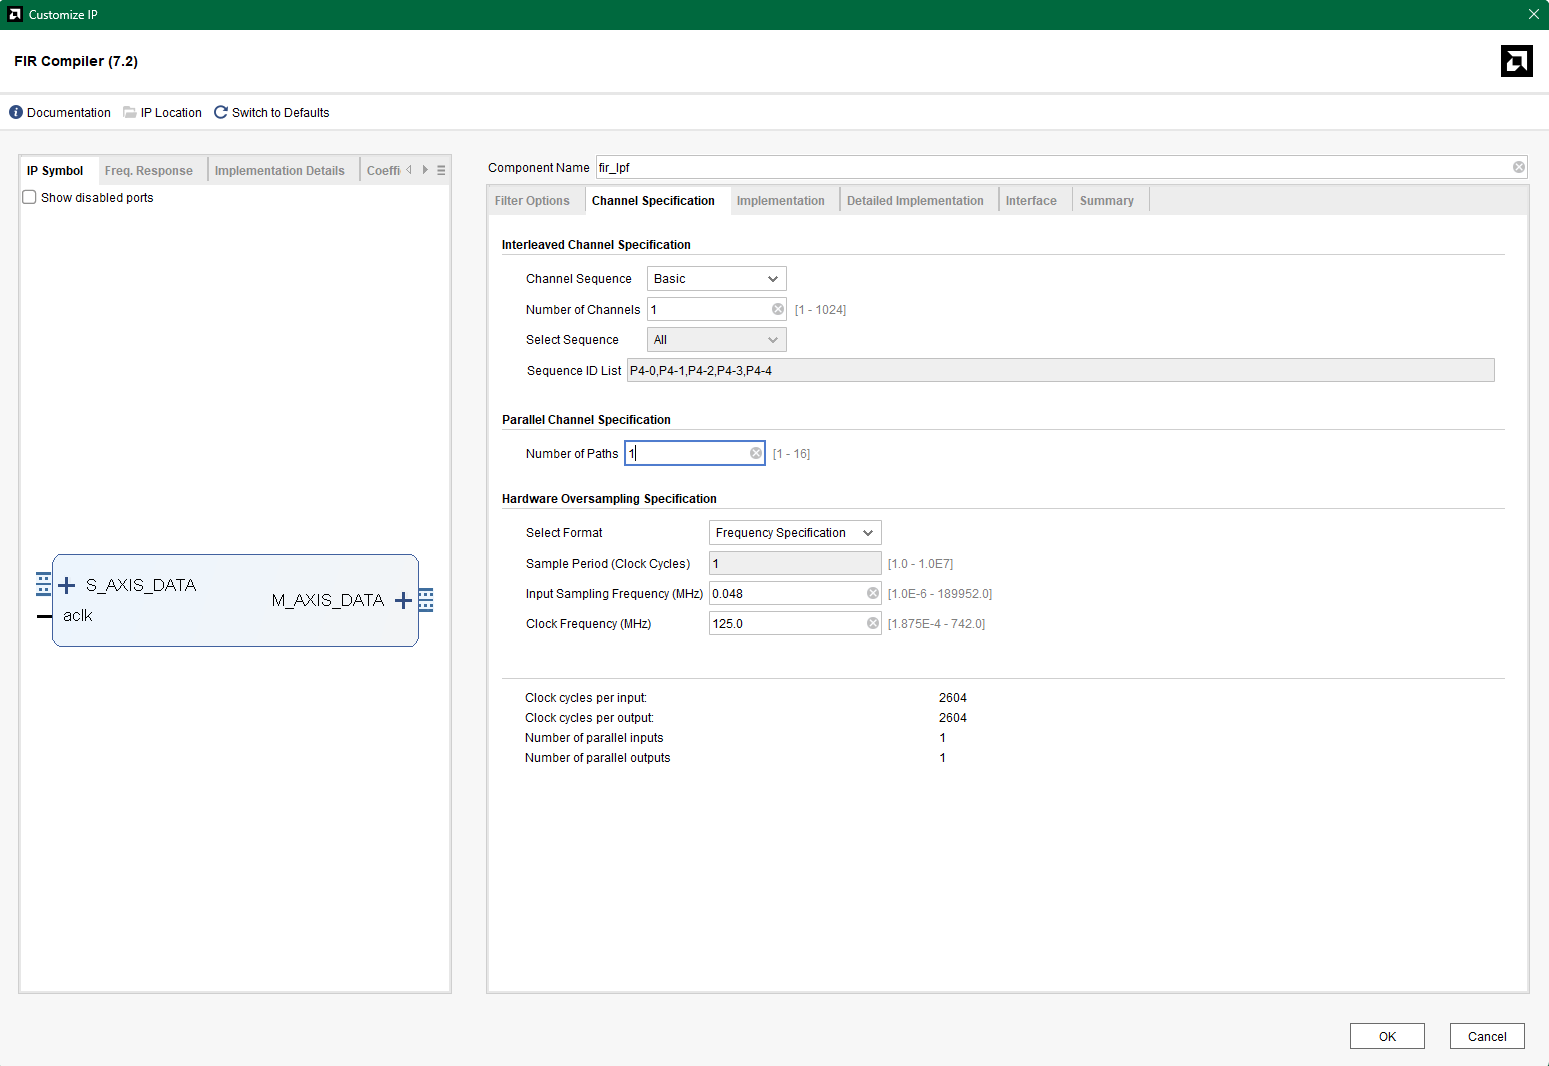 Customize IP
FIR Compiler (7.2)
Documentation IP Location Switch to Defaults
IP Symbol Freq. Response Implementation Details Coeffi
Show disabled ports
S_AXIS_DATA
aclk
M_AXIS_DATA
Component Name fir_lpf
Filter Options Channel Specification Implementation Detailed Implementation Interface Summary
Interleaved Channel Specification
Channel Sequence Basic
Number of Channels 1 [1 - 1024]
Select Sequence All
Sequence ID List P4-0,P4-1,P4-2,P4-3,P4-4
Parallel Channel Specification
Number of Paths 1 [1 - 16]
Hardware Oversampling Specification
Select Format Frequency Specification
Sample Period (Clock Cycles) 1 [1.0 - 1.0E7]
Input Sampling Frequency (MHz) 0.048 [1.0E-6 - 189952.0]
Clock Frequency (MHz) 125.0 [1.875E-4 - 742.0]
Clock cycles per input: 2604
Clock cycles per output: 2604
Number of parallel inputs 1
Number of parallel outputs 1
OK Cancel